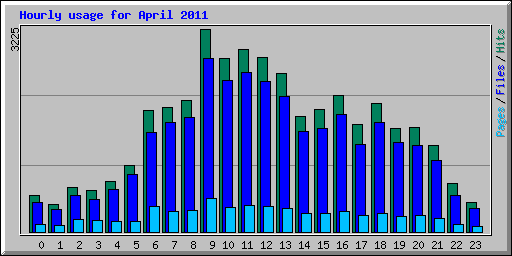 Hourly usage for April 2011
3225
Pages / Files / Hits
0 1 2 3 4 5 6 7 8 9 10 11 12 13 14 15 16 17 18 19 20 21 22 23